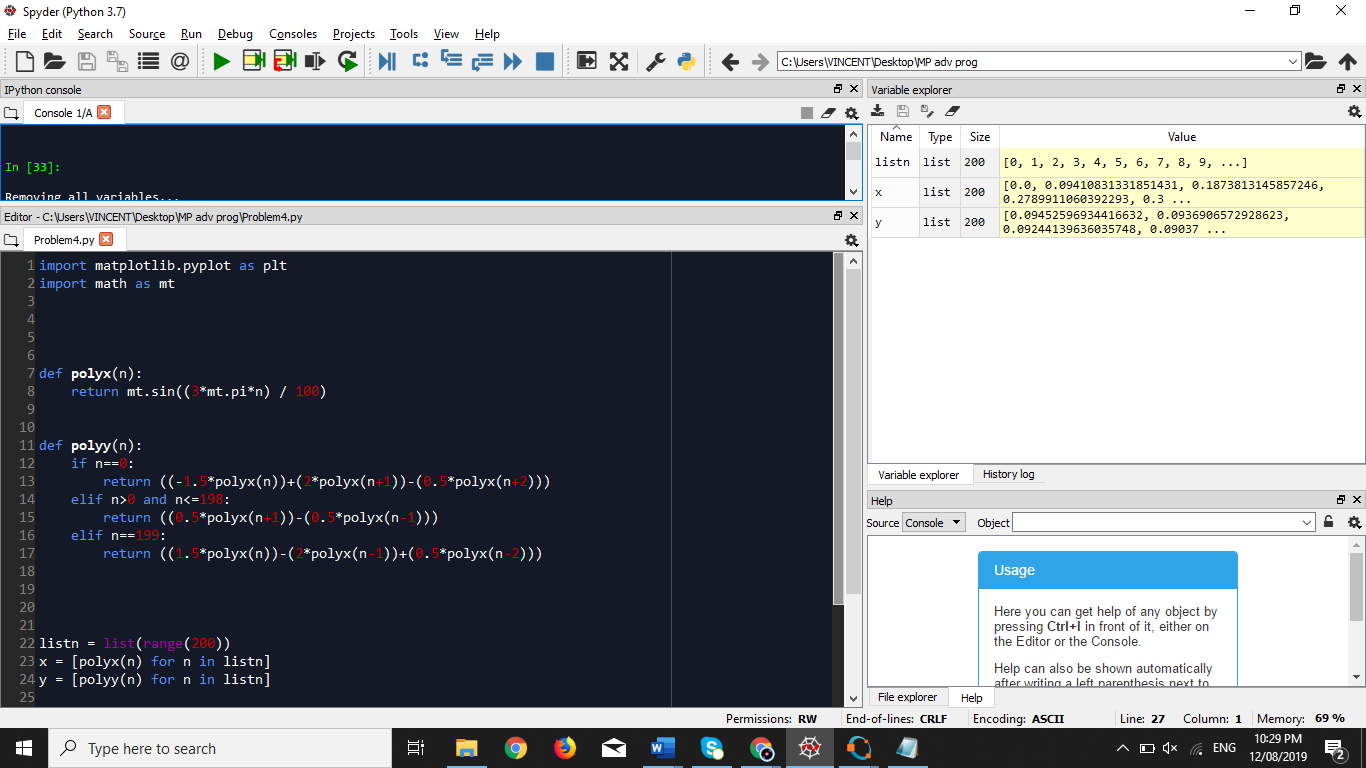 Spyder (Python 3.7)
File Edit Search Source Run Debug Consoles Projects Tools View Help
C:\Users\VINCENT\Desktop\MP adv prog
IPython console
Console 1/A
In [33]:
Removing all variables...
Editor - C:\Users\VINCENT\Desktop\MP adv prog\Problem4.py
Problem4.py
1 import matplotlib.pyplot as plt
2 import math as mt
3
4
5
6
7 def polyx(n):
8     return mt.sin((3*mt.pi*n) / 100)
9
10
11 def polyy(n):
12     if n==0:
13         return ((-1.5*polyx(n))+(2*polyx(n+1))-(0.5*polyx(n+2)))
14     elif n>0 and n<=198:
15         return ((0.5*polyx(n+1))-(0.5*polyx(n-1)))
16     elif n==199:
17         return ((1.5*polyx(n))-(2*polyx(n-1))+(0.5*polyx(n-2)))
18
19
20
21
22 listn = list(range(200))
23 x = [polyx(n) for n in listn]
24 y = [polyy(n) for n in listn]
25
Variable explorer
Name Type Size Value
listn list 200 [0, 1, 2, 3, 4, 5, 6, 7, 8, 9, ...]
x list 200 [0.0, 0.09410831331851431, 0.1873813145857246,
0.2789911060392293, 0.3 ...
y list 200 [0.09452596934416632, 0.0936906572928623,
0.09244139636035748, 0.09037 ...
Variable explorer History log
Help
Source Console Object
Usage
Here you can get help of any object by
pressing Ctrl+I in front of it, either on
the Editor or the Console.
Help can also be shown automatically
after writing a left parenthesis next to
File explorer Help
Permissions: RW End-of-lines: CRLF Encoding: ASCII Line: 27 Column: 1 Memory: 69 %
Type here to search
ENG
10:29 PM
12/08/2019
2